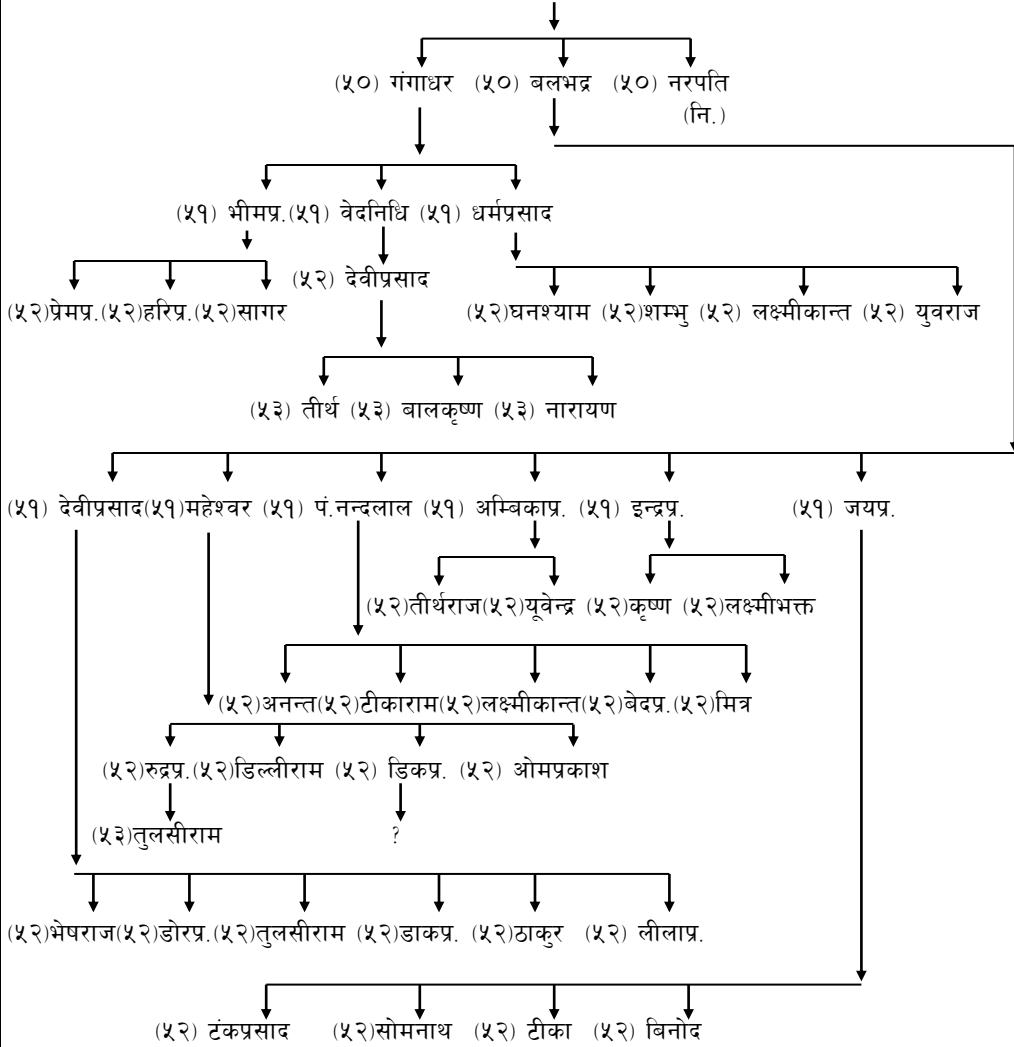 (५०) गंगाधर (५०) बलभद्र (५०) नरपति
(नि.)
(५१) भीमप्र.(५१) वेदनिधि (५१) धर्मप्रसाद
(५२) देवीप्रसाद
(५२)प्रेमप्र.(५२)हरिप्र.(५२)सागर (५२)घनश्याम (५२)शम्भु (५२) लक्ष्मीकान्त (५२) युवराज
(५३) तीर्थ (५३) बालकृष्ण (५३) नारायण
(५१) देवीप्रसाद(५१)महेश्वर (५१) पं.नन्दलाल (५१) अम्बिकाप्र. (५१) इन्द्रप्र. (५१) जयप्र.
(५२)तीर्थराज(५२)यूवेन्द्र (५२)कृष्ण (५२)लक्ष्मीभक्त
(५२)अनन्त(५२)टीकाराम(५२)लक्ष्मीकान्त(५२)बेदप्र.(५२)मित्र
(५२)रुद्रप्र.(५२)डिल्लीराम (५२) डिकप्र. (५२) ओमप्रकाश
(५३)तुलसीराम ?
(५२)भेषराज(५२)डोरप्र.(५२)तुलसीराम (५२)डाकप्र. (५२)ठाकुर (५२) लीलाप्र.
(५२) टंकप्रसाद (५२)सोमनाथ (५२) टीका (५२) बिनोद